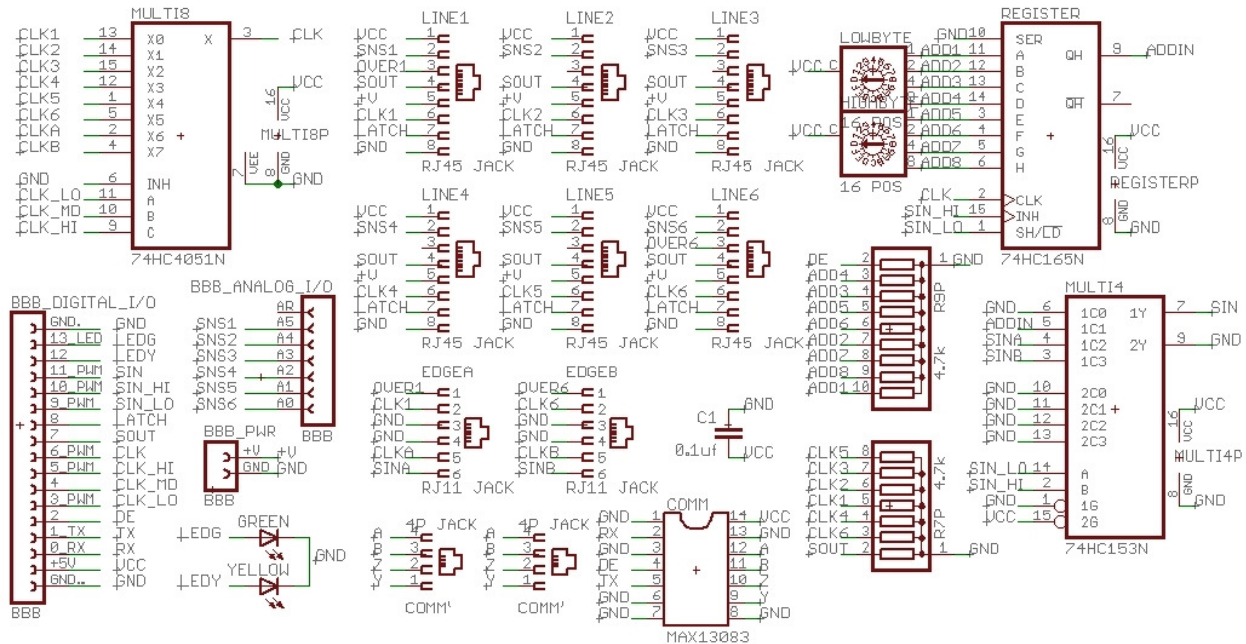 MULTI8
CLK1 13 X0 X 3 CLK
CLK2 14 X1
CLK3 15 X2
CLK4 12 X3
CLK5 1 X4
CLK6 5 X5
CLKA 2 X6
CLKB 4 X7
GND 6 INH
CLK_LO 11 A
CLK_MD 10 B
CLK_HI 9 C
74HC4051N
VCC
16 VCC
MULTI8P
7 VEE
8 GND
GND
LINE1
VCC 1
SNS1 2
OVER1 3
SOUT 4
+V 5
CLK1 6
LATCH 7
GND 8
RJ45 JACK
LINE2
VCC 1
SNS2 2
3
SOUT 4
+V 5
CLK2 6
LATCH 7
GND 8
RJ45 JACK
LINE3
VCC 1
SNS3 2
3
SOUT 4
+V 5
CLK3 6
LATCH 7
GND 8
RJ45 JACK
LINE4
VCC 1
SNS4 2
3
SOUT 4
+V 5
CLK4 6
LATCH 7
GND 8
RJ45 JACK
LINE5
VCC 1
SNS5 2
3
SOUT 4
+V 5
CLK5 6
LATCH 7
GND 8
RJ45 JACK
LINE6
VCC 1
SNS6 2
OVER6 3
SOUT 4
+V 5
CLK6 6
LATCH 7
GND 8
RJ45 JACK
LOWBYTE
VCC C
HIGHBYTE
16 POS
VCC C
16 POS
REGISTER
GND 10 SER
1 ADD1 11 A QH 9 ADDIN
2 ADD2 12 B
ADD3 13 C
ADD4 14 D QH 7
ADD5 3 E
ADD6 4 F
ADD7 5 G
8 ADD8 6 H
CLK 2 CLK
SIN_HI 15 INH
SIN_LO 1 SH/LD
74HC165N
VCC
16 VCC
REGISTERP
8 GND
GND
BBB_DIGITAL_I/O
GND. GND
13_LED LEDG
12 LEDY
11_PWM SIN
10_PWM SIN_HI
9_PWM SIN_LO
8 LATCH
7 SOUT
6_PWM CLK
5_PWM CLK_HI
4 CLK_MD
3_PWM CLK_LO
2 DE
1_TX TX
0_RX RX
+5V VCC
GND.. GND
BBB
BBB_ANALOG_I/O
AR
SNS1 A5
SNS2 A4
SNS3 A3
SNS4 A2
SNS5 A1
SNS6 A0
BBB
BBB_PWR
+V +V
GND GND
BBB
LEDG GREEN
GND
LEDY YELLOW
EDGEA
OVER1 1
CLK1 2
GND 3
GND 4
CLKA 5
SINA 6
RJ11 JACK
EDGEB
OVER6 1
CLK6 2
GND 3
GND 4
CLKB 5
SINB 6
RJ11 JACK
GND
C1
0.1uf
VCC
4P JACK
A 4
B 3
Z 2
Y 1
COMM'
4P JACK
A 4
B 3
Z 2
Y 1
COMM'
COMM
GND 1 14 VCC
RX 2 13 GND
GND 3 12 A
DE 4 11 B
TX 5 10 Z
GND 6 9 Y
GND 7 8 GND
MAX13083
DE 2 1 GND
ADD4 3
ADD3 4
ADD5 5
ADD6 6
ADD2 7
ADD7 8
ADD8 9
ADD1 10
R9P
4.7k
CLK5 8
CLK3 7
CLK2 6
CLK1 5
CLK4 4
CLK6 3
SOUT 2 1 GND
4.7k
R7P
MULTI4
GND 6 1C0 1Y 7 SIN
ADDIN 5 1C1
SINA 4 1C2 2Y 9 GND
SINB 3 1C3
GND 10 2C0
GND 11 2C1
GND 12 2C2
GND 13 2C3
SIN_LO 14 A
SIN_HI 2 B
GND 1 1G
VCC 15 2G
74HC153N
VCC
16 VCC
MULTI4P
8 GND
GND